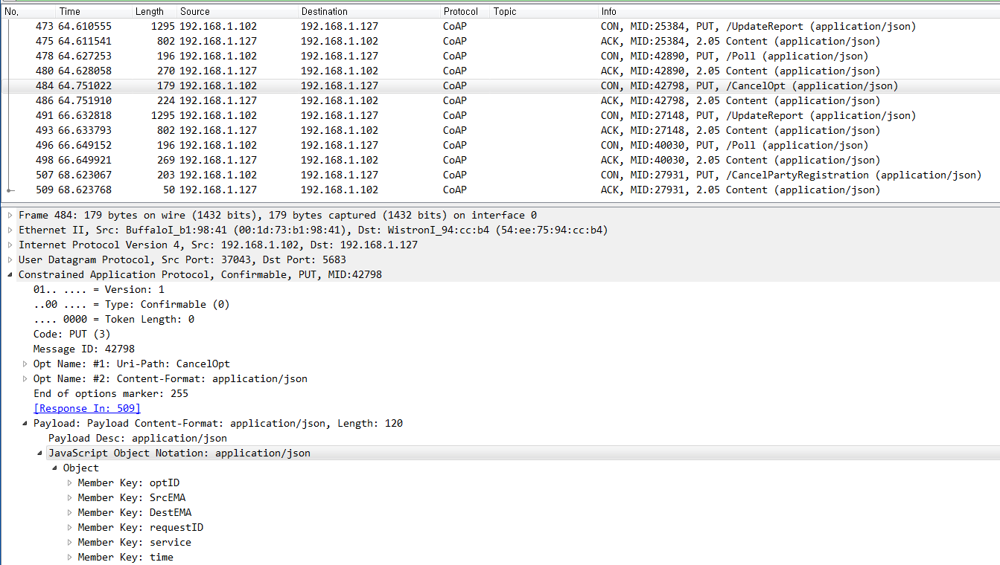 No. Time Length Source Destination Protocol Topic Info
473 64.610555 1295 192.168.1.102 192.168.1.127 CoAP CON, MID:25384, PUT, /UpdateReport (application/json)
475 64.611541 802 192.168.1.127 192.168.1.102 CoAP ACK, MID:25384, 2.05 Content (application/json)
478 64.627253 196 192.168.1.102 192.168.1.127 CoAP CON, MID:42890, PUT, /Poll (application/json)
480 64.628058 270 192.168.1.127 192.168.1.102 CoAP ACK, MID:42890, 2.05 Content (application/json)
484 64.751022 179 192.168.1.102 192.168.1.127 CoAP CON, MID:42798, PUT, /CancelOpt (application/json)
486 64.751910 224 192.168.1.127 192.168.1.102 CoAP ACK, MID:42798, 2.05 Content (application/json)
491 66.632818 1295 192.168.1.102 192.168.1.127 CoAP CON, MID:27148, PUT, /UpdateReport (application/json)
493 66.633793 802 192.168.1.127 192.168.1.102 CoAP ACK, MID:27148, 2.05 Content (application/json)
496 66.649152 196 192.168.1.102 192.168.1.127 CoAP CON, MID:40030, PUT, /Poll (application/json)
498 66.649921 269 192.168.1.127 192.168.1.102 CoAP ACK, MID:40030, 2.05 Content (application/json)
507 68.623067 203 192.168.1.102 192.168.1.127 CoAP CON, MID:27931, PUT, /CancelPartyRegistration (application/json)
509 68.623768 50 192.168.1.127 192.168.1.102 CoAP ACK, MID:27931, 2.05 Content (application/json)
Frame 484: 179 bytes on wire (1432 bits), 179 bytes captured (1432 bits) on interface 0
Ethernet II, Src: BuffaloI_b1:98:41 (00:1d:73:b1:98:41), Dst: WistronI_94:cc:b4 (54:ee:75:94:cc:b4)
Internet Protocol Version 4, Src: 192.168.1.102, Dst: 192.168.1.127
User Datagram Protocol, Src Port: 37043, Dst Port: 5683
Constrained Application Protocol, Confirmable, PUT, MID:42798
01.. .... = Version: 1
..00 .... = Type: Confirmable (0)
.... 0000 = Token Length: 0
Code: PUT (3)
Message ID: 42798
Opt Name: #1: Uri-Path: CancelOpt
Opt Name: #2: Content-Format: application/json
End of options marker: 255
[Response In: 509]
Payload: Payload Content-Format: application/json, Length: 120
Payload Desc: application/json
JavaScript Object Notation: application/json
Object
Member Key: optID
Member Key: SrcEMA
Member Key: DestEMA
Member Key: requestID
Member Key: service
Member Key: time